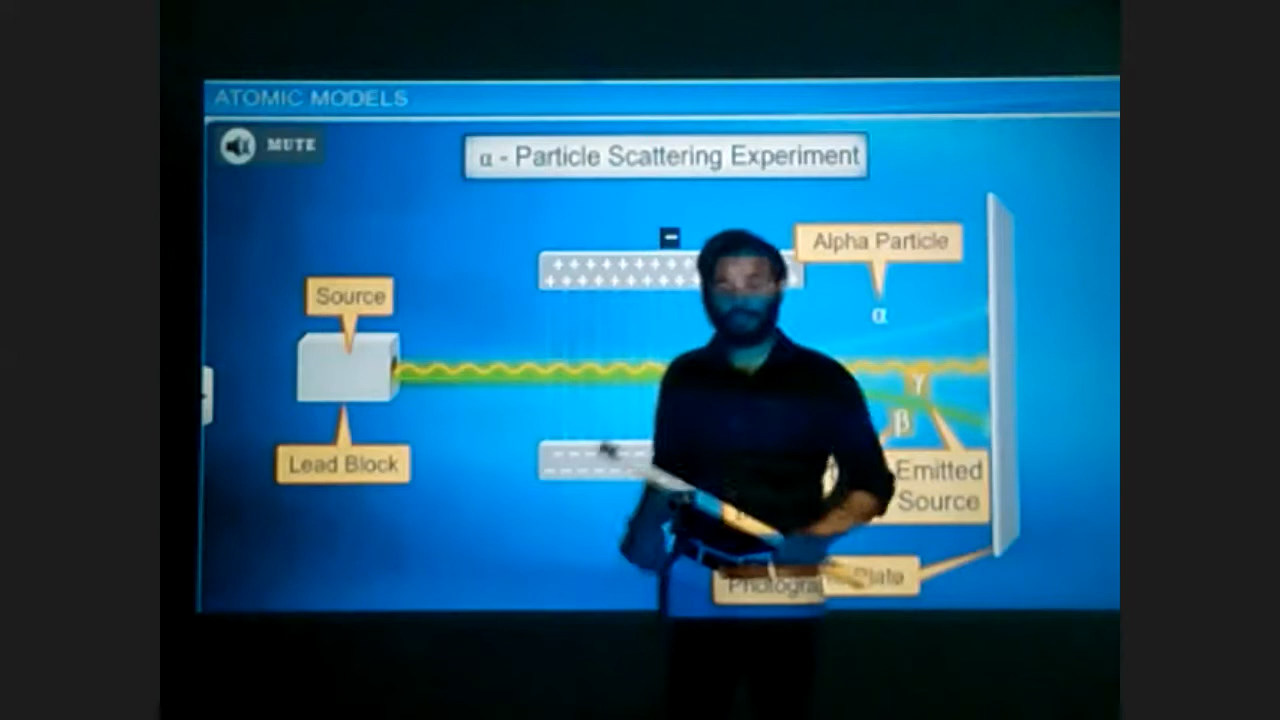 ATOMIC MODELS
MUTE
α - Particle Scattering Experiment
-
Alpha Particle
α
Source
γ
β
Lead Block
Emitted
Source
Plate